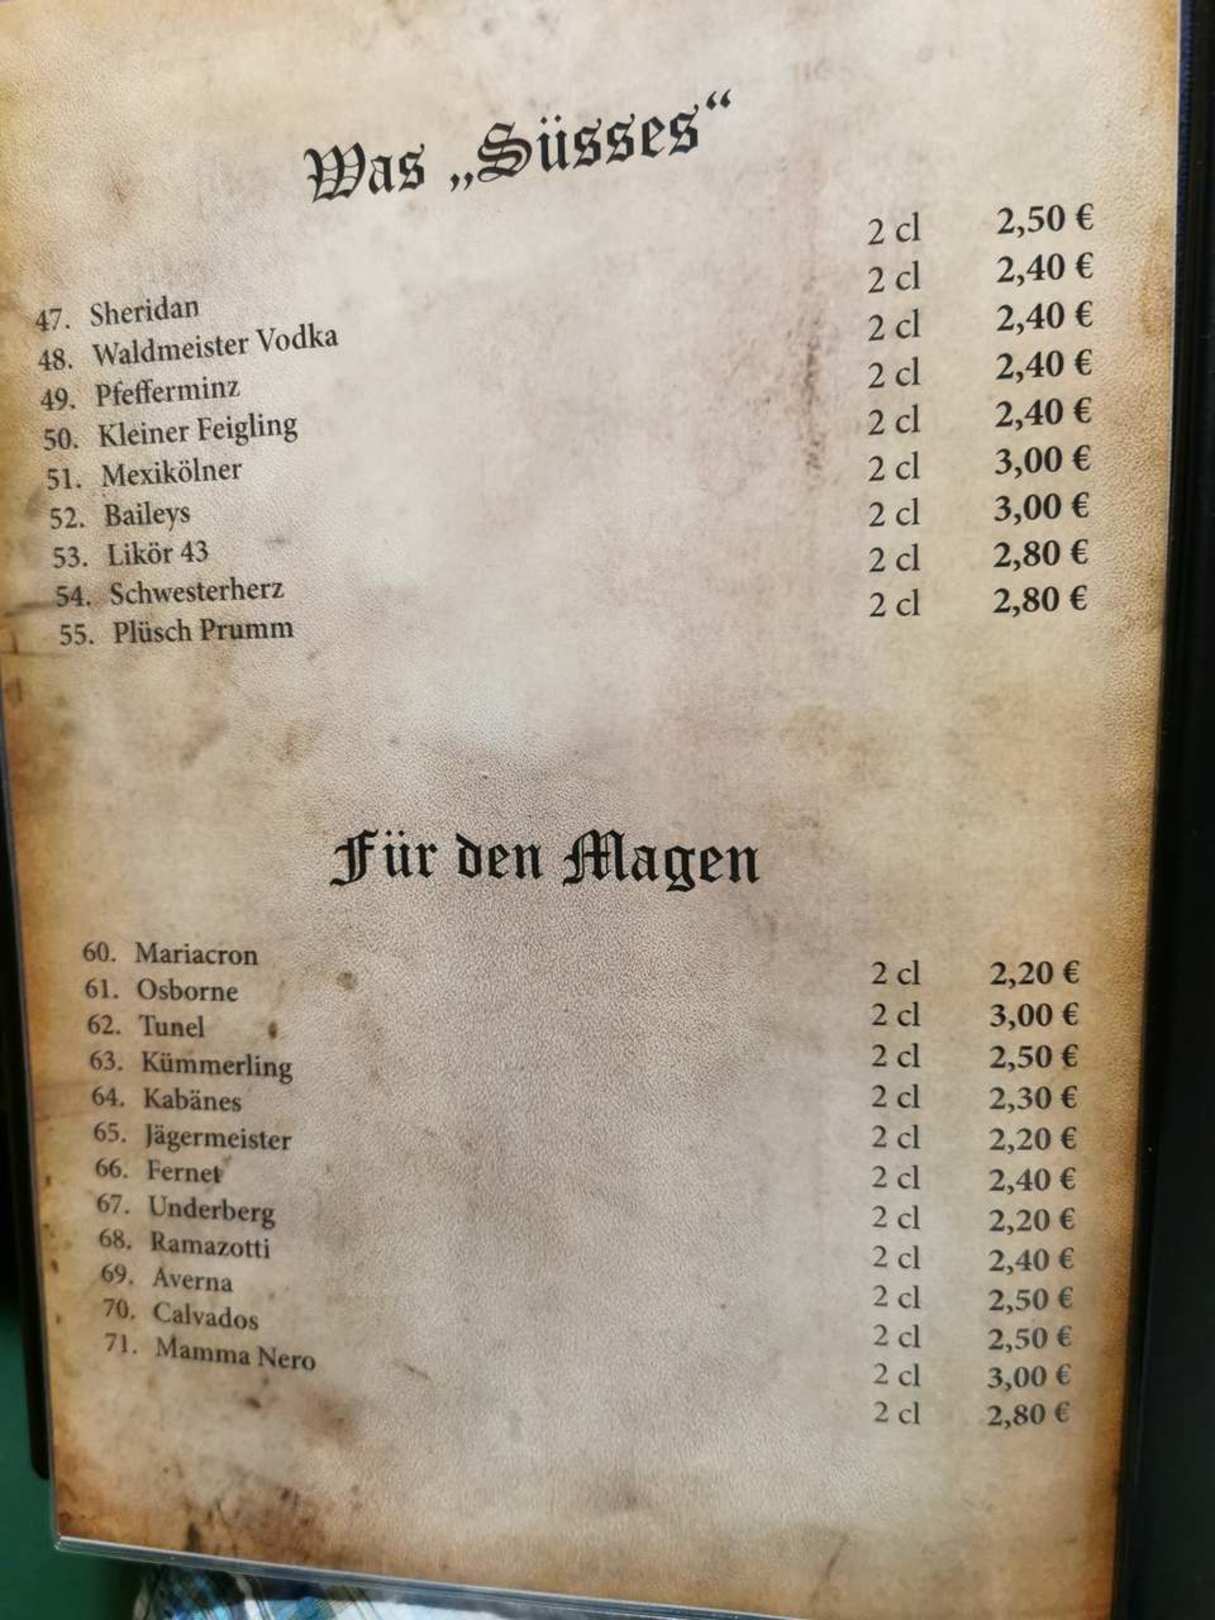 Was „Süsses“
47. Sheridan 2 cl 2,50 €
48. Waldmeister Vodka 2 cl 2,40 €
49. Pfefferminz 2 cl 2,40 €
50. Kleiner Feigling 2 cl 2,40 €
51. Mexikölner 2 cl 2,40 €
52. Baileys 2 cl 3,00 €
53. Likör 43 2 cl 3,00 €
54. Schwesterherz 2 cl 2,80 €
55. Plüsch Prumm 2 cl 2,80 €
Für den Magen
60. Mariacron 2 cl 2,20 €
61. Osborne 2 cl 3,00 €
62. Tunel 2 cl 2,50 €
63. Kümmerling 2 cl 2,30 €
64. Kabänes 2 cl 2,20 €
65. Jägermeister 2 cl 2,40 €
66. Fernet 2 cl 2,20 €
67. Underberg 2 cl 2,40 €
68. Ramazotti 2 cl 2,50 €
69. Averna 2 cl 2,50 €
70. Calvados 2 cl 3,00 €
71. Mamma Nero 2 cl 2,80 €